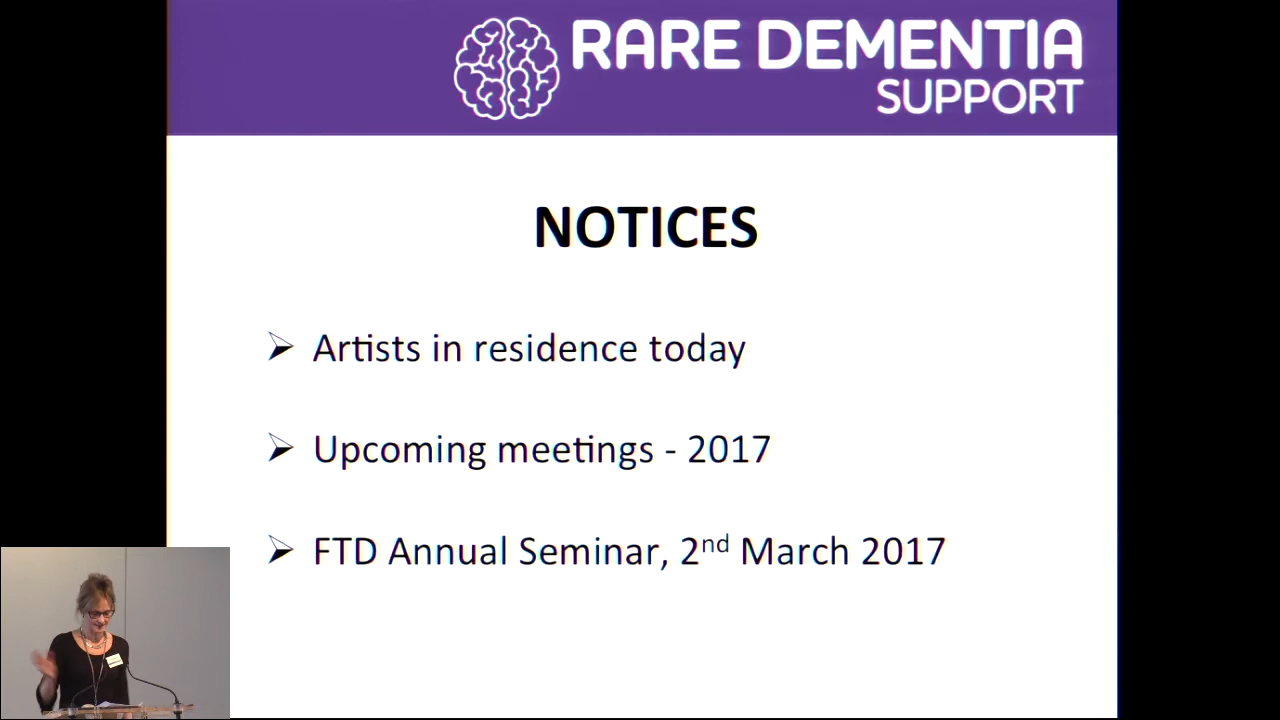 RARE DEMENTIA
SUPPORT
NOTICES
➢ Artists in residence today
➢ Upcoming meetings - 2017
➢ FTD Annual Seminar, 2nd March 2017